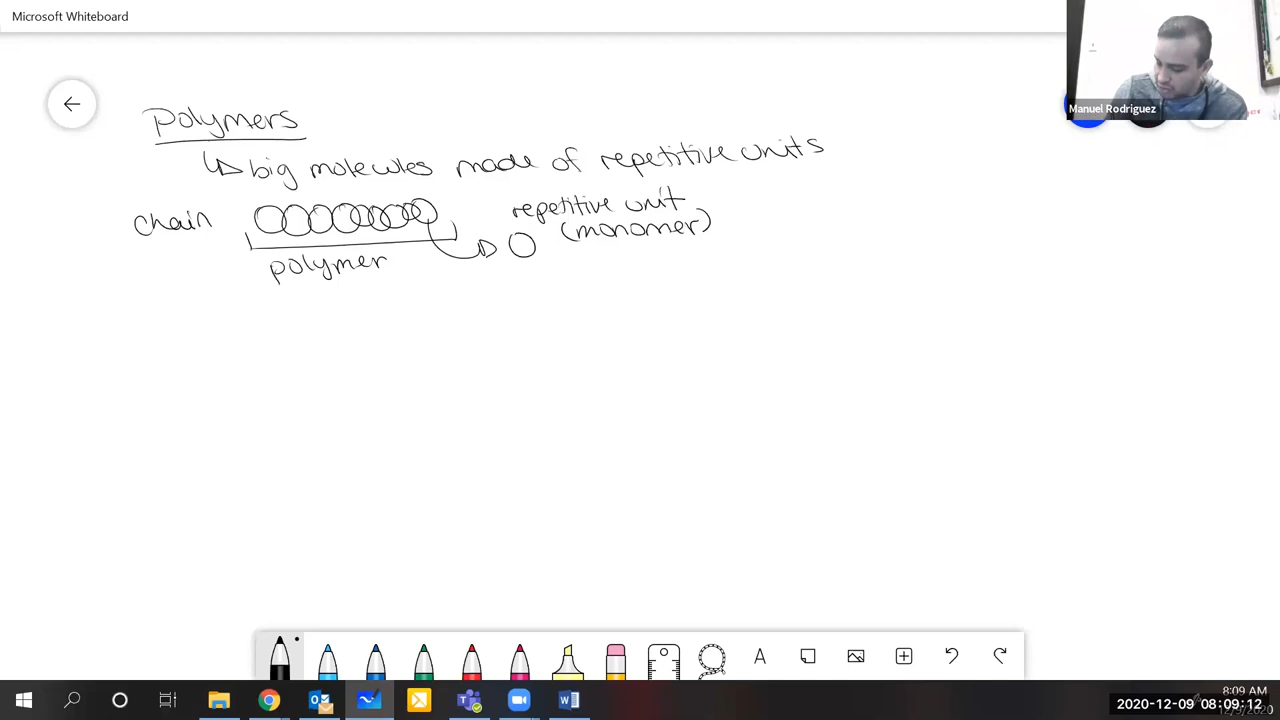 Microsoft Whiteboard
Manuel Rodriguez
Polymers
big molecules made of repetitive units
chain
repetitive unit
(monomer)
polymer
A
8:09 AM
2020-12-09 08:09:12